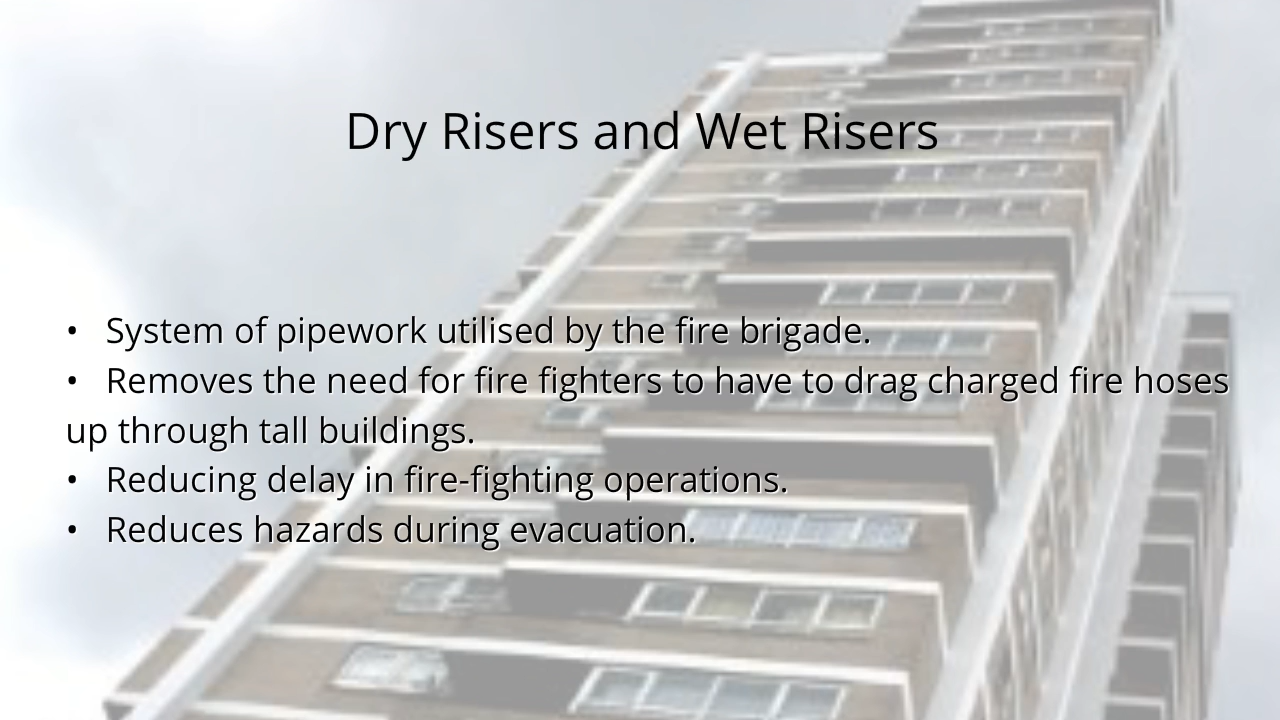 Dry Risers and Wet Risers
• System of pipework utilised by the fire brigade.
• Removes the need for fire fighters to have to drag charged fire hoses
up through tall buildings.
• Reducing delay in fire-fighting operations.
• Reduces hazards during evacuation.